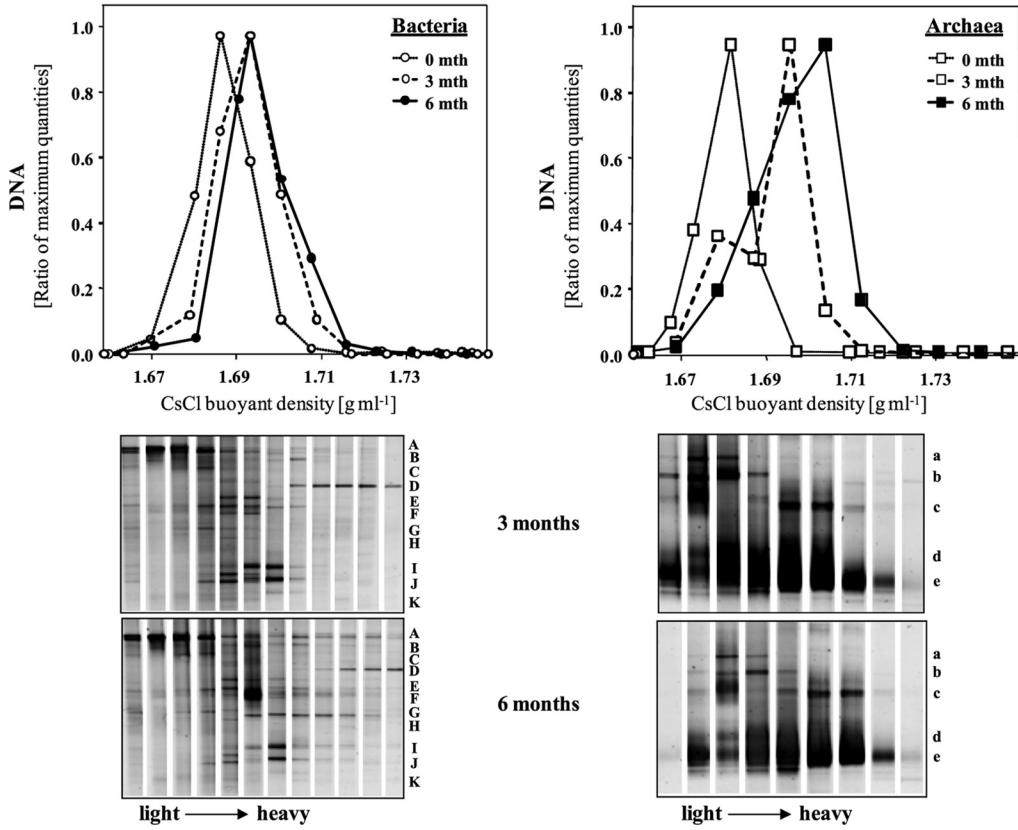 Bacteria
0 mth
3 mth
6 mth
1.0
0.8
0.6
0.4
0.2
0.0
DNA
[Ratio of maximum quantities]
1.67 1.69 1.71 1.73
CsCl buoyant density [g ml-1]
Archaea
0 mth
3 mth
6 mth
1.0
0.8
0.6
0.4
0.2
0.0
DNA
[Ratio of maximum quantities]
1.67 1.69 1.71 1.73
CsCl buoyant density [g ml-1]
A
B
C
D
E
F
G
H
I
J
K
3 months
a
b
c
d
e
A
B
C
D
E
F
G
H
I
J
K
6 months
a
b
c
d
e
light → heavy
light → heavy